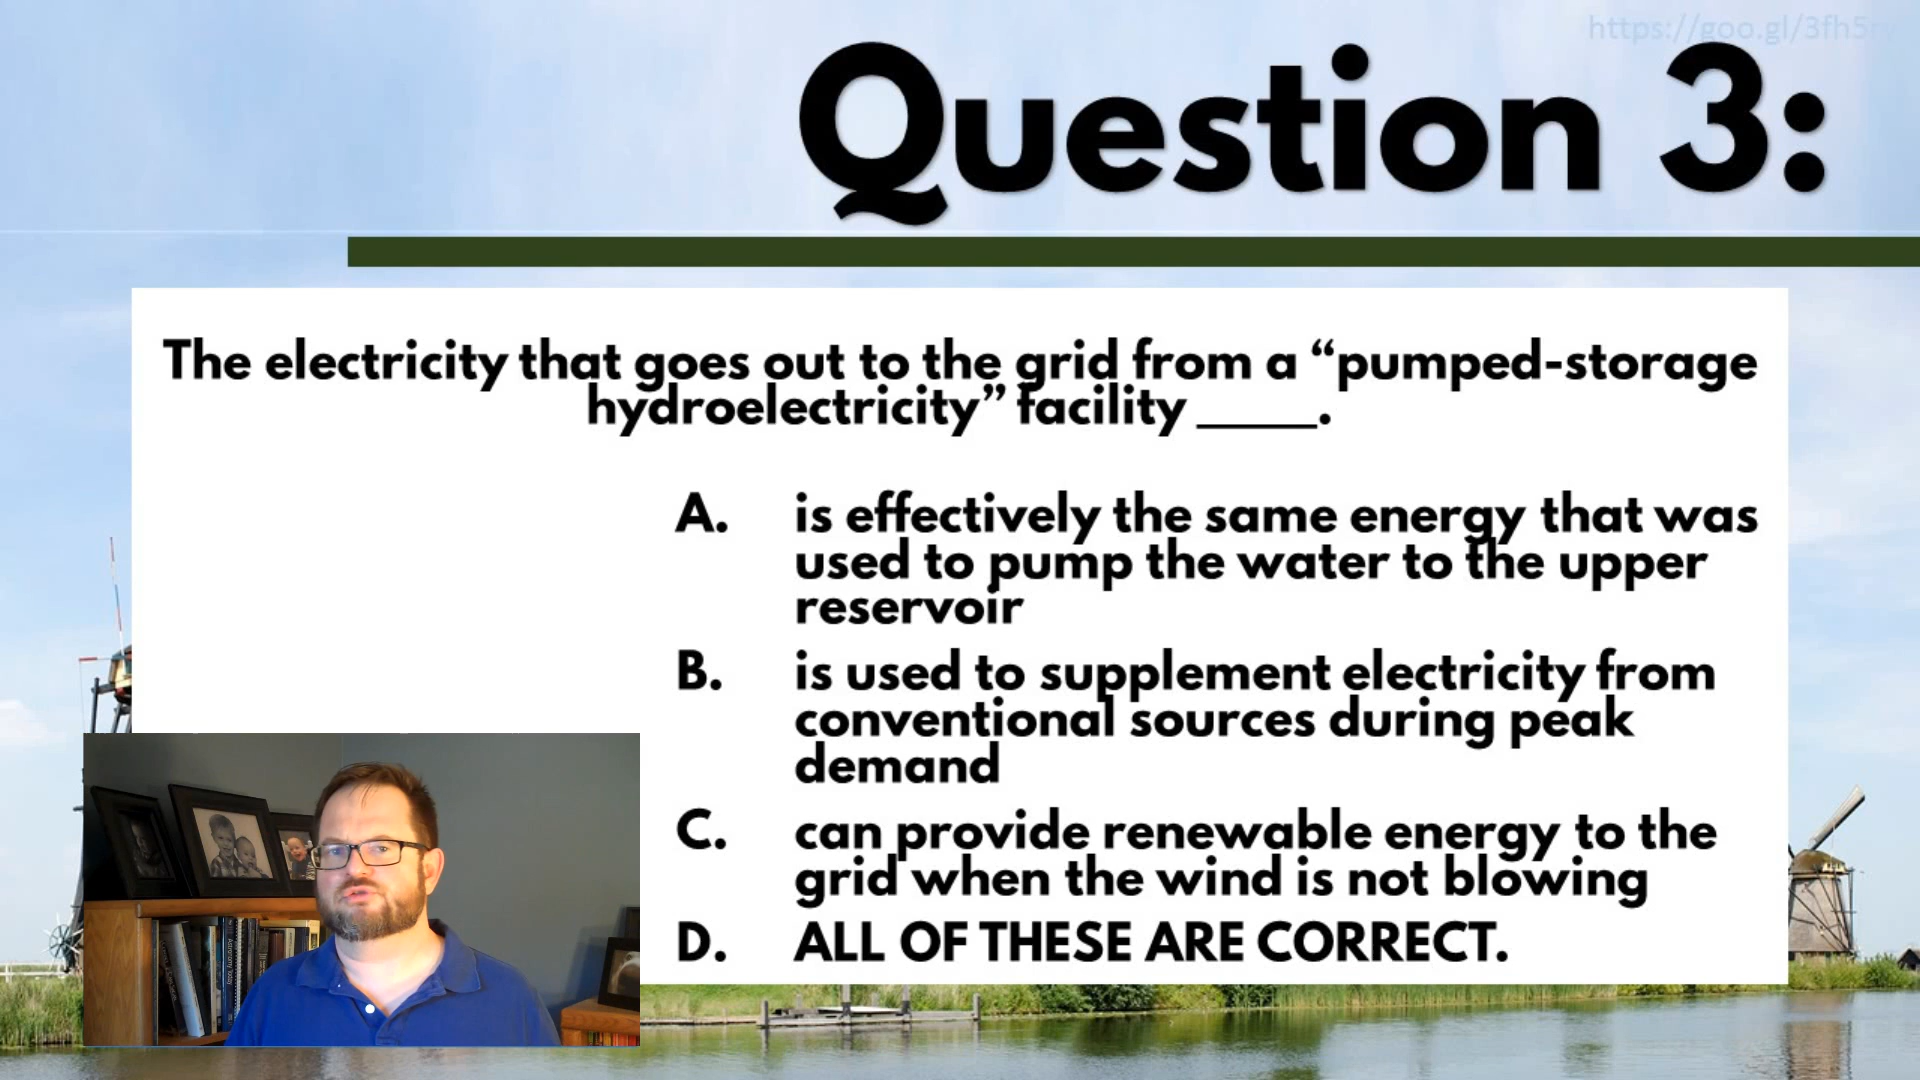 Question 3:
The electricity that goes out to the grid from a “pumped-storage
hydroelectricity” facility _____.
A. is effectively the same energy that was
used to pump the water to the upper
reservoir
B. is used to supplement electricity from
conventional sources during peak
demand
C. can provide renewable energy to the
grid when the wind is not blowing
D. ALL OF THESE ARE CORRECT.